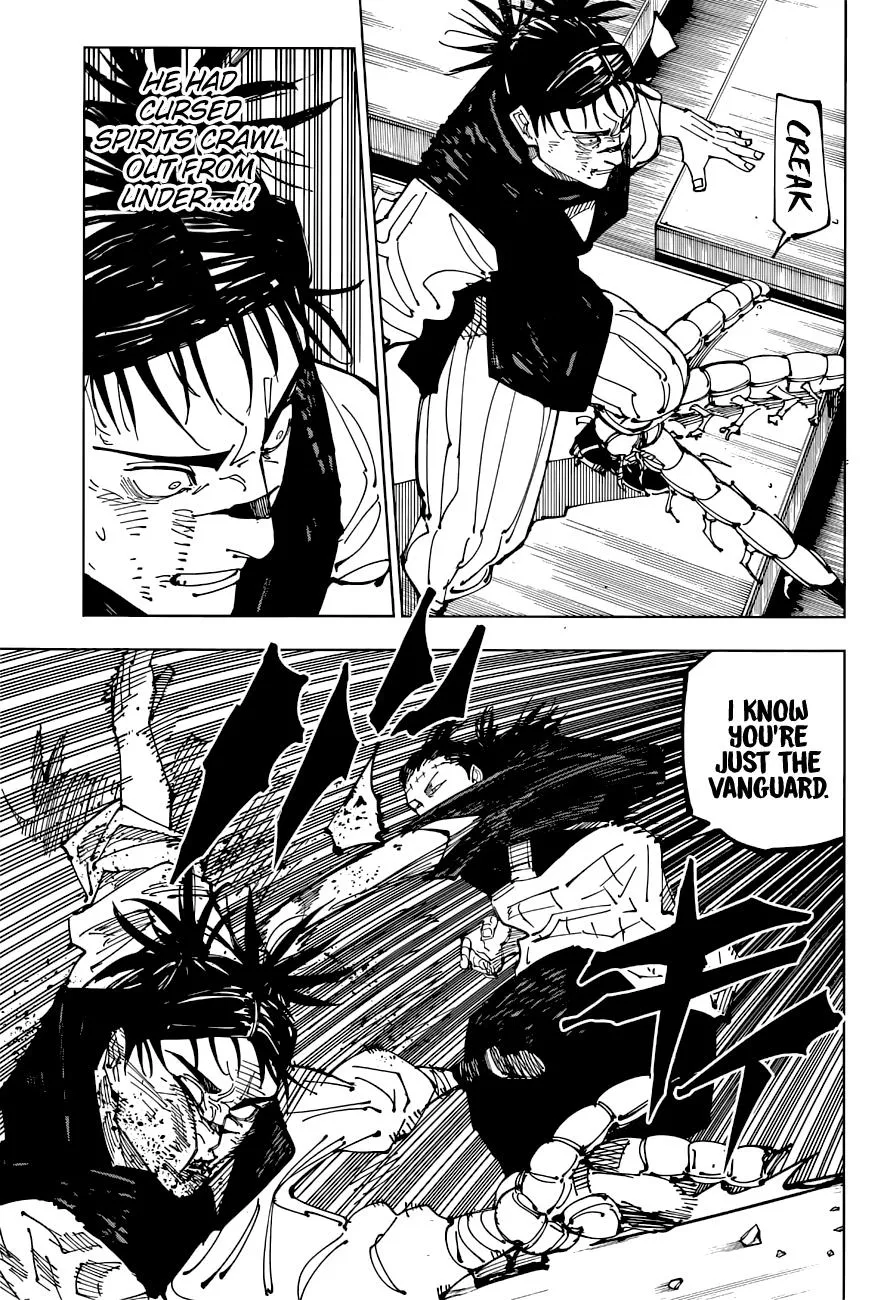 CREAK
HE HAD
CURSED
SPIRITS CRAWL
OUT FROM
UNDER...!!
I KNOW
YOU'RE
JUST THE
VANGUARD.